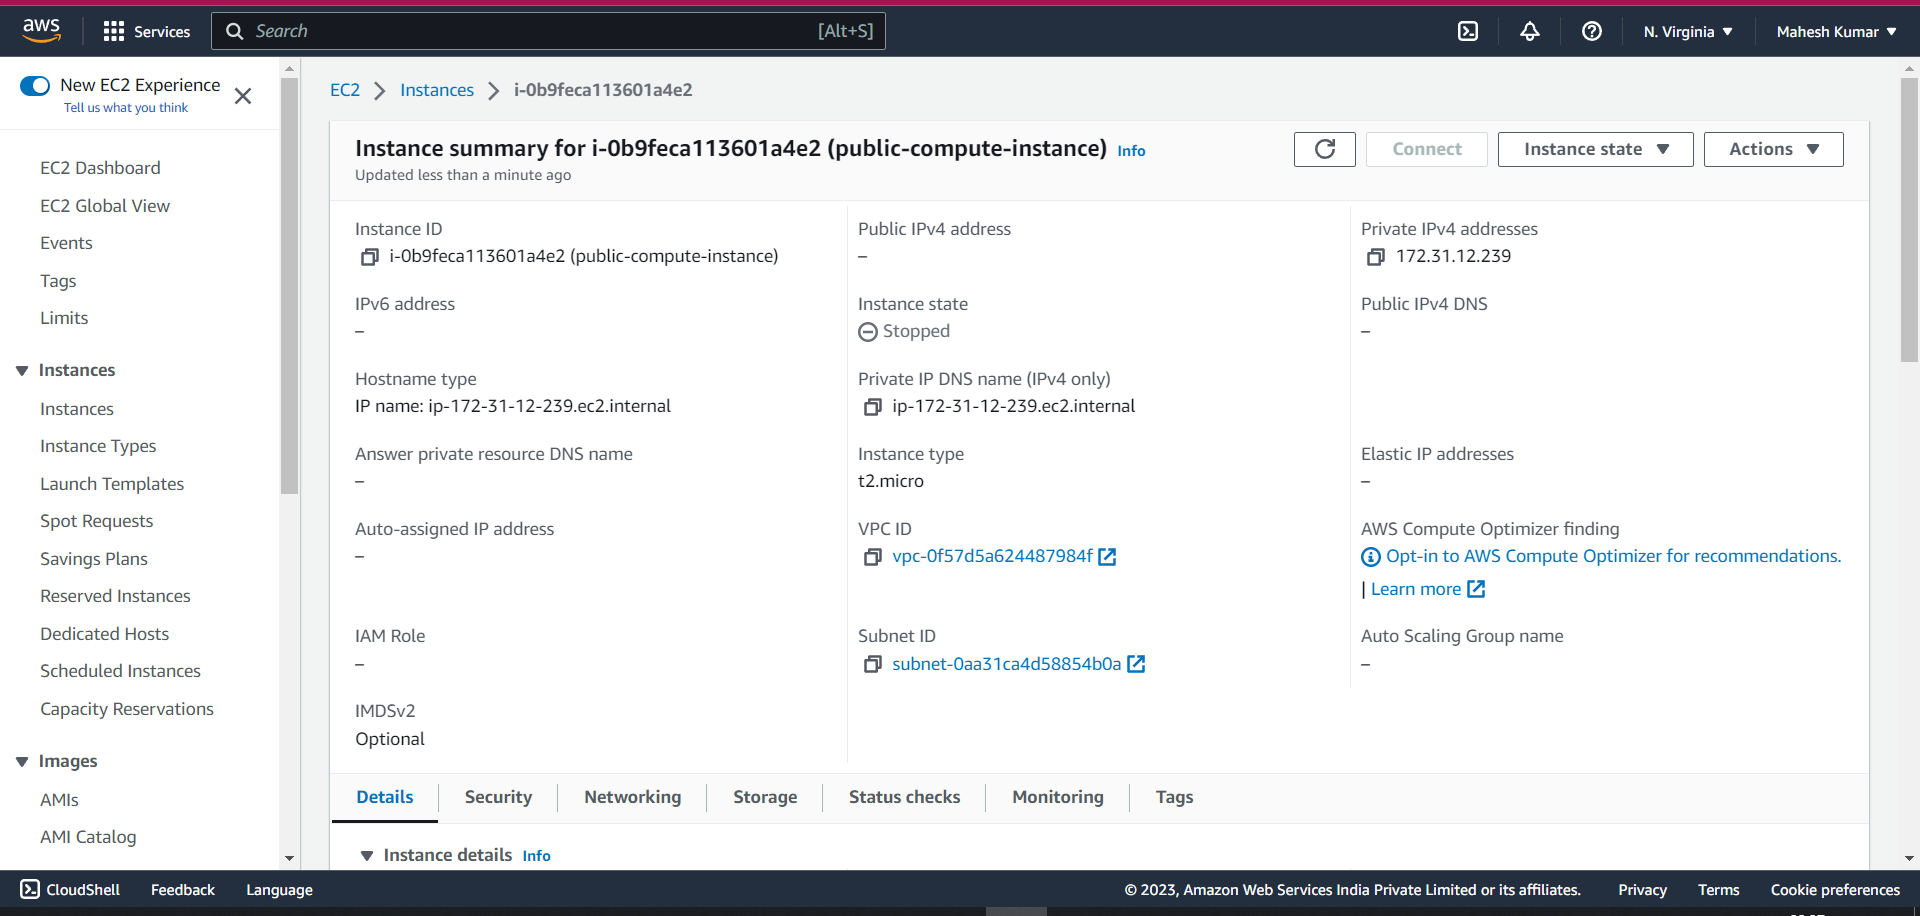 aws
Services
Search
[Alt+S]
N. Virginia
Mahesh Kumar
New EC2 Experience
Tell us what you think
EC2 Dashboard
EC2 Global View
Events
Tags
Limits
Instances
Instances
Instance Types
Launch Templates
Spot Requests
Savings Plans
Reserved Instances
Dedicated Hosts
Scheduled Instances
Capacity Reservations
Images
AMIs
AMI Catalog
EC2 > Instances > i-0b9feca113601a4e2
Instance summary for i-0b9feca113601a4e2 (public-compute-instance) Info
Updated less than a minute ago
Connect
Instance state
Actions
Instance ID
i-0b9feca113601a4e2 (public-compute-instance)
Public IPv4 address
–
Private IPv4 addresses
172.31.12.239
IPv6 address
–
Instance state
Stopped
Public IPv4 DNS
–
Hostname type
IP name: ip-172-31-12-239.ec2.internal
Private IP DNS name (IPv4 only)
ip-172-31-12-239.ec2.internal
Answer private resource DNS name
–
Instance type
t2.micro
Elastic IP addresses
–
Auto-assigned IP address
–
VPC ID
vpc-0f57d5a624487984f
AWS Compute Optimizer finding
Opt-in to AWS Compute Optimizer for recommendations.
| Learn more
IAM Role
–
Subnet ID
subnet-0aa31ca4d58854b0a
Auto Scaling Group name
–
IMDSv2
Optional
Details
Security
Networking
Storage
Status checks
Monitoring
Tags
Instance details Info
CloudShell
Feedback
Language
© 2023, Amazon Web Services India Private Limited or its affiliates.
Privacy
Terms
Cookie preferences